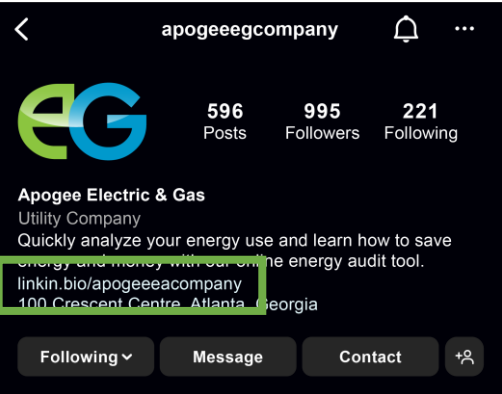 apogeeegcompany
596 995 221
Posts Followers Following
eG
Apogee Electric & Gas
Utility Company
Quickly analyze your energy use and learn how to save
energy and money with our online energy audit tool.
linkin.bio/apogeeeacompany
100 Crescent Centre, Atlanta, Georgia
Following Message Contact